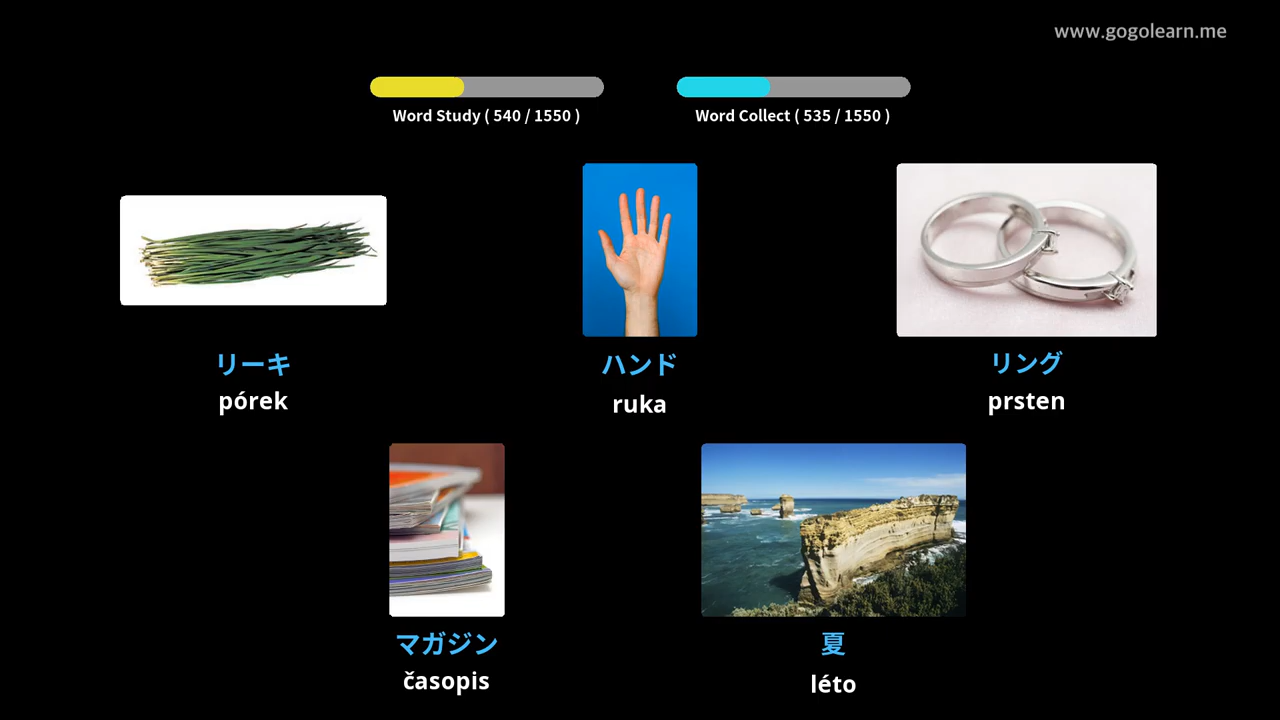 www.gogolearn.me
Word Study ( 540 / 1550 )
Word Collect ( 535 / 1550 )
リーキ
pórek
ハンド
ruka
リング
prsten
マガジン
časopis
夏
léto